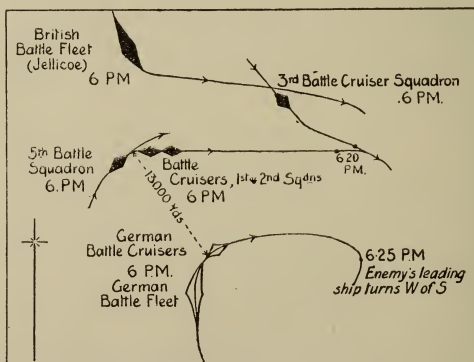 British
Battle Fleet
(Jellicoe)
6 PM
3rd Battle Cruiser Squadron
.6 PM.
5th Battle
Squadron
6. PM
Battle
Cruisers, 1st & 2nd Sqdns
6 PM
6·20
PM.
13000 Yds
German
Battle Cruisers
6 P.M.
German
Battle Fleet
6·25 P.M
Enemy's leading
ship turns W of S